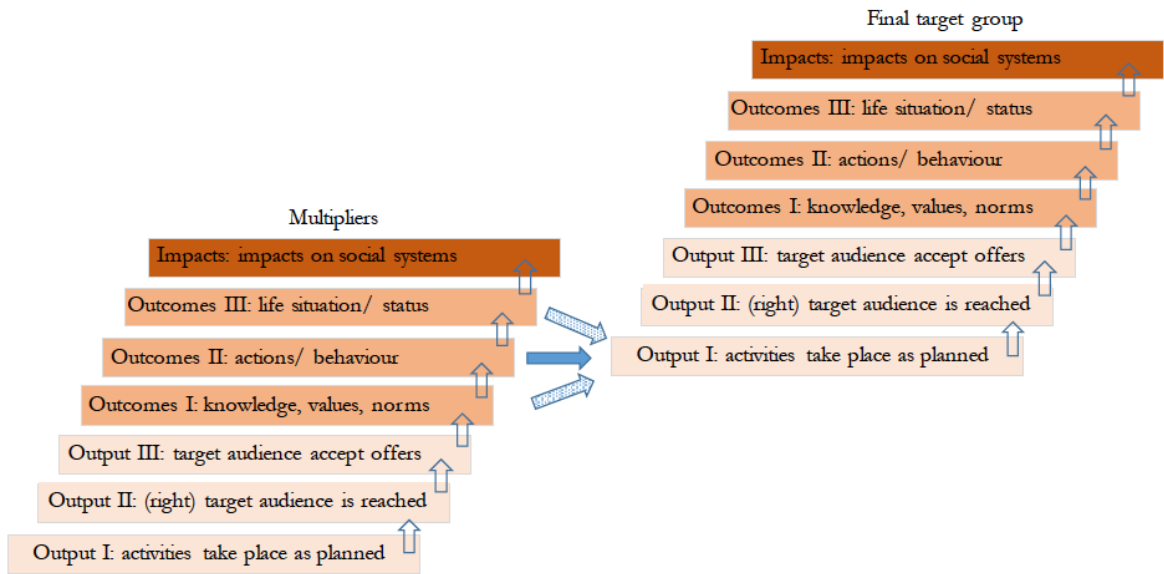 Final target group
Impacts: impacts on social systems
Outcomes III: life situation/ status
Outcomes II: actions/ behaviour
Outcomes I: knowledge, values, norms
Output III: target audience accept offers
Output II: (right) target audience is reached
Output I: activities take place as planned
Multipliers
Impacts: impacts on social systems
Outcomes III: life situation/ status
Outcomes II: actions/ behaviour
Outcomes I: knowledge, values, norms
Output III: target audience accept offers
Output II: (right) target audience is reached
Output I: activities take place as planned